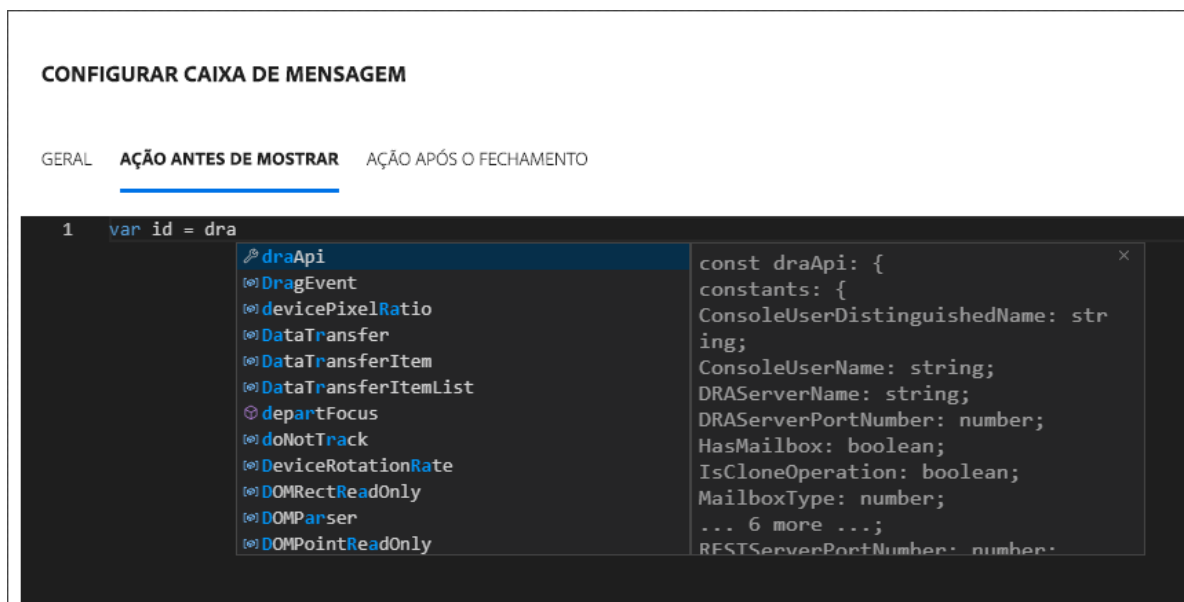 CONFIGURAR CAIXA DE MENSAGEM
GERAL AÇÃO ANTES DE MOSTRAR AÇÃO APÓS O FECHAMENTO
1 var id = dra
draApi
DragEvent
devicePixelRatio
DataTransfer
DataTransferItem
DataTransferItemList
departFocus
doNotTrack
DeviceRotationRate
DOMRectReadOnly
DOMParser
DOMPointReadOnly
const draApi: {
constants: {
ConsoleUserDistinguishedName: str
ing;
ConsoleUserName: string;
DRAServerName: string;
DRAServerPortNumber: number;
HasMailbox: boolean;
IsCloneOperation: boolean;
MailboxType: number;
... 6 more ...;
RESTServerPortNumber: number;